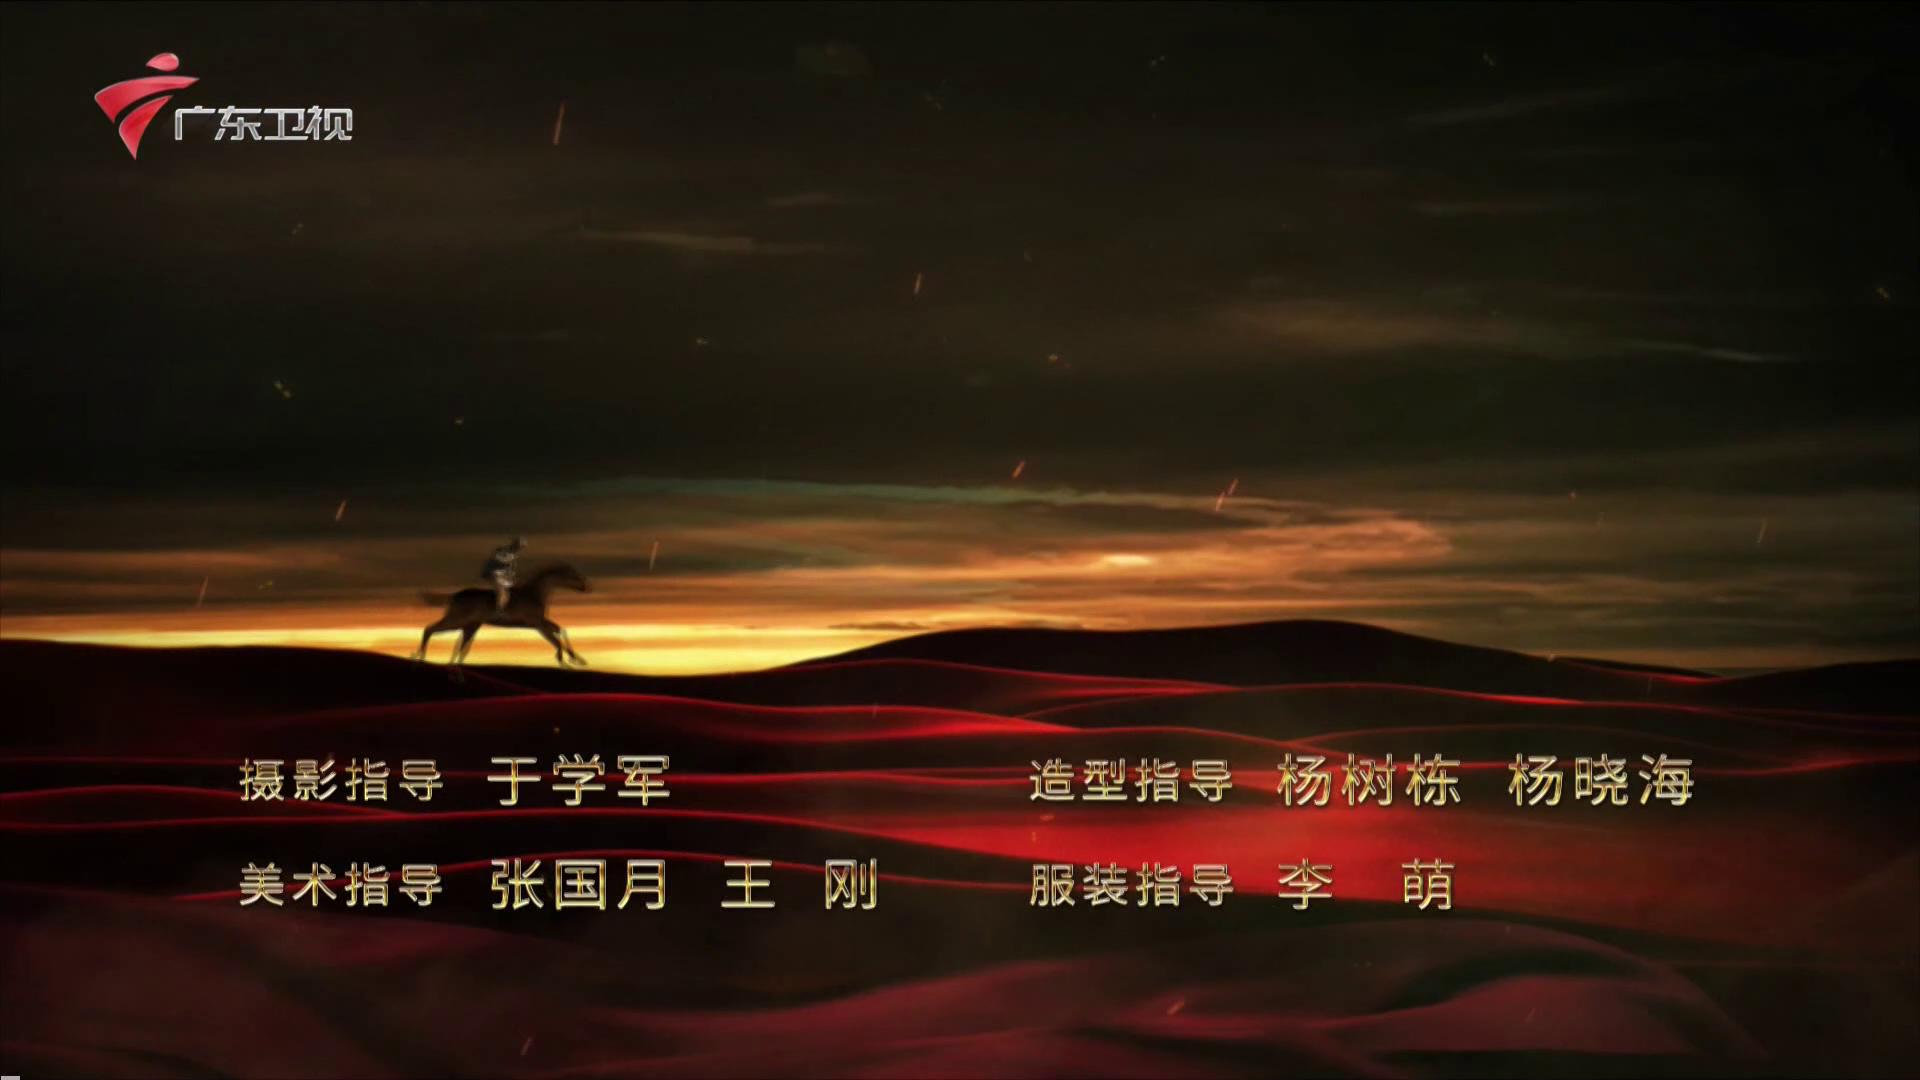 广东卫视
摄影指导 于学军 造型指导 杨树栋 杨晓海
美术指导 张国月 王 刚 服装指导 李 萌